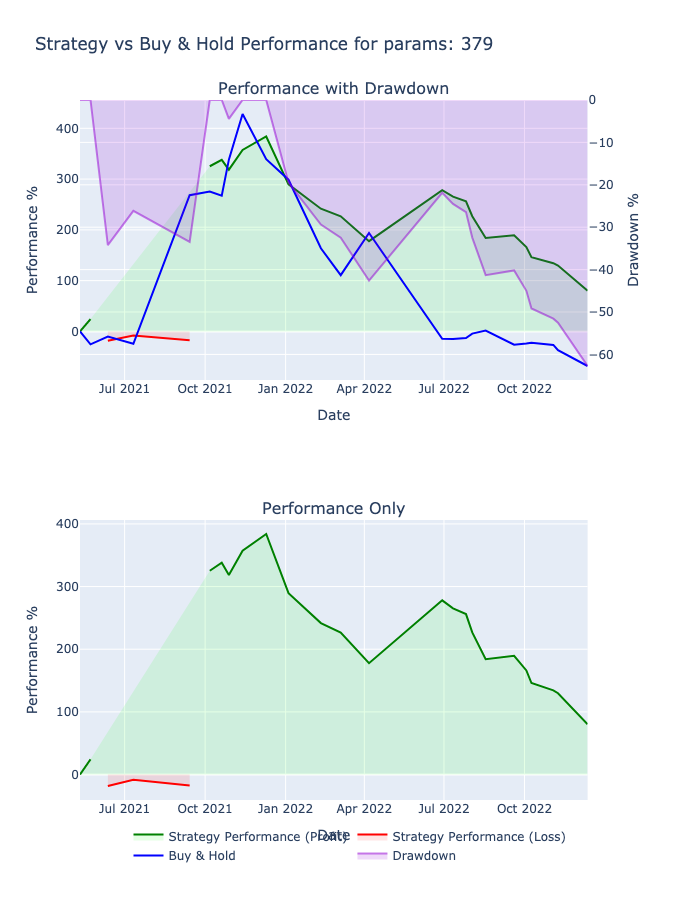 Strategy vs Buy & Hold Performance for params: 379
Performance with Drawdown
400
300
200
100
0
Performance %
0
−10
−20
−30
−40
−50
−60
Drawdown %
Jul 2021 Oct 2021 Jan 2022 Apr 2022 Jul 2022 Oct 2022
Date
Performance Only
400
300
200
100
0
Performance %
Jul 2021 Oct 2021 Jan 2022 Apr 2022 Jul 2022 Oct 2022
Date
Strategy Performance (Profit) Strategy Performance (Loss)
Buy & Hold Drawdown